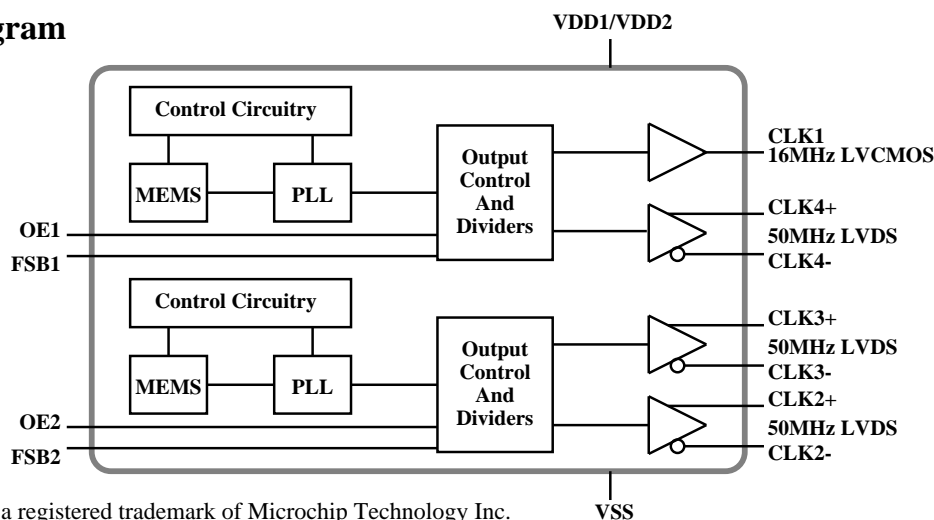 gram
VDD1/VDD2
Control Circuitry
MEMS
PLL
Output
Control
And
Dividers
CLK1
16MHz LVCMOS
CLK4+
50MHz LVDS
CLK4-
OE1
FSB1
Control Circuitry
MEMS
PLL
Output
Control
And
Dividers
CLK3+
50MHz LVDS
CLK3-
CLK2+
50MHz LVDS
CLK2-
OE2
FSB2
VSS
a registered trademark of Microchip Technology Inc.